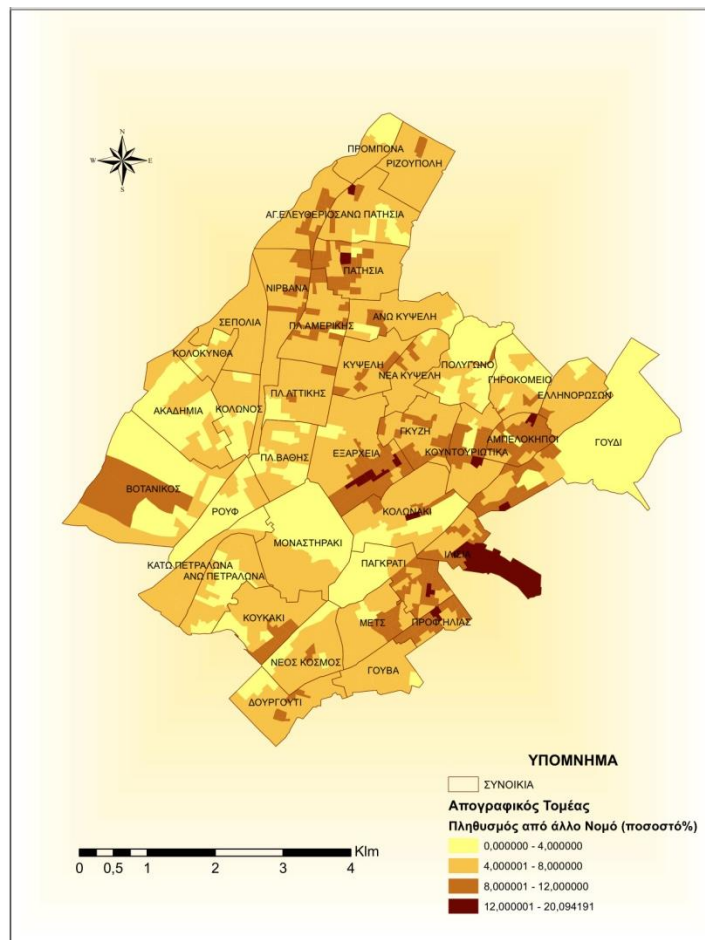 N
W E
S
ΠΡΟΜΠΟΝΑ
ΡΙΖΟΥΠΟΛΗ
ΑΓ.ΕΛΕΥΘΕΡΙΟΣ
ΑΝΩ ΠΑΤΗΣΙΑ
ΠΑΤΗΣΙΑ
ΝΙΡΒΑΝΑ
ΣΕΠΟΛΙΑ
ΠΛ.ΑΜΕΡΙΚΗΣ
ΑΝΩ ΚΥΨΕΛΗ
ΚΟΛΟΚΥΝΘΑ
ΚΥΨΕΛΗ
ΝΕΑ ΚΥΨΕΛΗ
ΠΟΛΥΓΩΝΟ
ΓΗΡΟΚΟΜΕΙΟ
ΕΛΛΗΝΟΡΩΣΩΝ
ΑΚΑΔΗΜΙΑ
ΚΟΛΩΝΟΣ
ΠΛ.ΑΤΤΙΚΗΣ
ΓΚΥΖΗ
ΑΜΠΕΛΟΚΗΠΟΙ
ΓΟΥΔΙ
ΠΛ.ΒΑΘΗΣ
ΕΞΑΡΧΕΙΑ
ΚΟΥΝΤΟΥΡΙΩΤΙΚΑ
ΒΟΤΑΝΙΚΟΣ
ΡΟΥΦ
ΚΟΛΩΝΑΚΙ
ΜΟΝΑΣΤΗΡΑΚΙ
ΙΛΙΣΙΑ
ΚΑΤΩ ΠΕΤΡΑΛΩΝΑ
ΑΝΩ ΠΕΤΡΑΛΩΝΑ
ΠΑΓΚΡΑΤΙ
ΚΟΥΚΑΚΙ
ΜΕΤΣ
ΠΡΟΦ.ΗΛΙΑΣ
ΝΕΟΣ ΚΟΣΜΟΣ
ΓΟΥΒΑ
ΔΟΥΡΓΟΥΤΙ
ΥΠΟΜΝΗΜΑ
ΣΥΝΟΙΚΙΑ
Απογραφικός Τομέας
Πληθυσμός από άλλο Νομό (ποσοστό%)
0,000000 - 4,000000
4,000001 - 8,000000
8,000001 - 12,000000
12,000001 - 20,094191
Klm
0 0,5 1 2 3 4